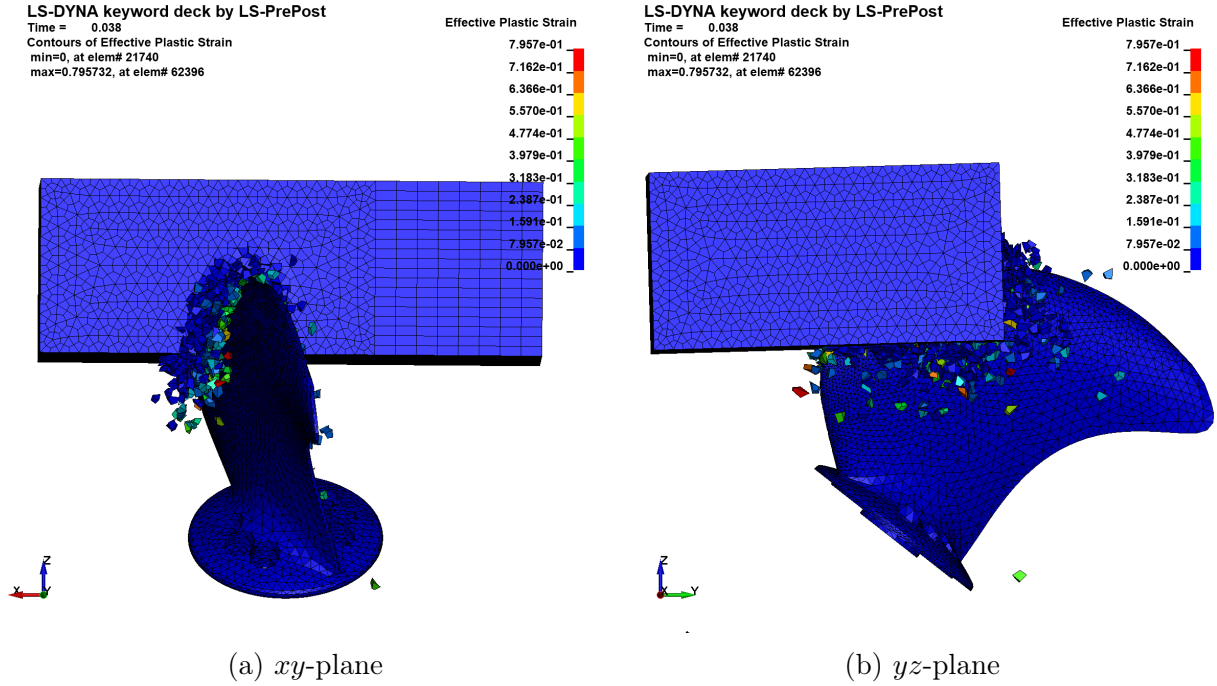 LS-DYNA keyword deck by LS-PrePost
Time =    0.038
Contours of Effective Plastic Strain
min=0, at elem# 21740
max=0.795732, at elem# 62396
Effective Plastic Strain
7.957e-01
7.162e-01
6.366e-01
5.570e-01
4.774e-01
3.979e-01
3.183e-01
2.387e-01
1.591e-01
7.957e-02
0.000e+00
X
Z
Y
(a) xy-plane
LS-DYNA keyword deck by LS-PrePost
Time =    0.038
Contours of Effective Plastic Strain
min=0, at elem# 21740
max=0.795732, at elem# 62396
Effective Plastic Strain
7.957e-01
7.162e-01
6.366e-01
5.570e-01
4.774e-01
3.979e-01
3.183e-01
2.387e-01
1.591e-01
7.957e-02
0.000e+00
Z
X
Y
(b) yz-plane